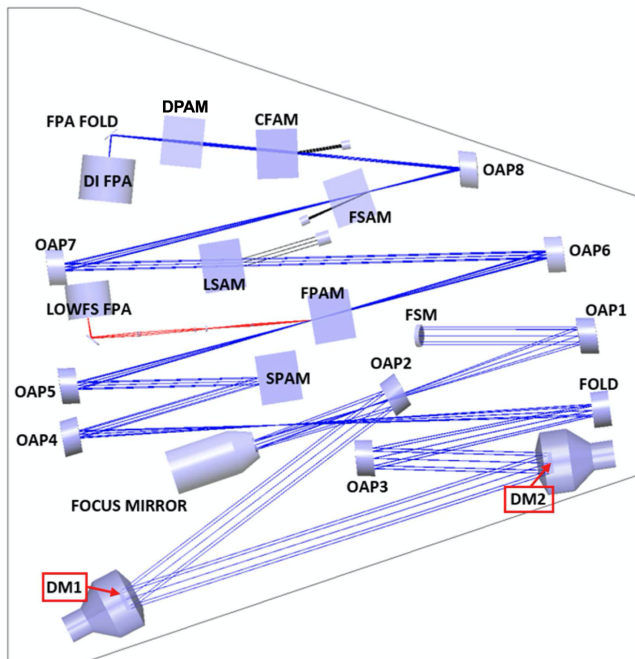 DPAM
CFAM
FPA FOLD
OAP8
DI FPA
FSAM
OAP7
OAP6
LSAM
LOWFS FPA
FPAM
FSM
OAP1
OAP2
SPAM
OAP5
FOLD
OAP4
OAP3
FOCUS MIRROR
DM2
DM1